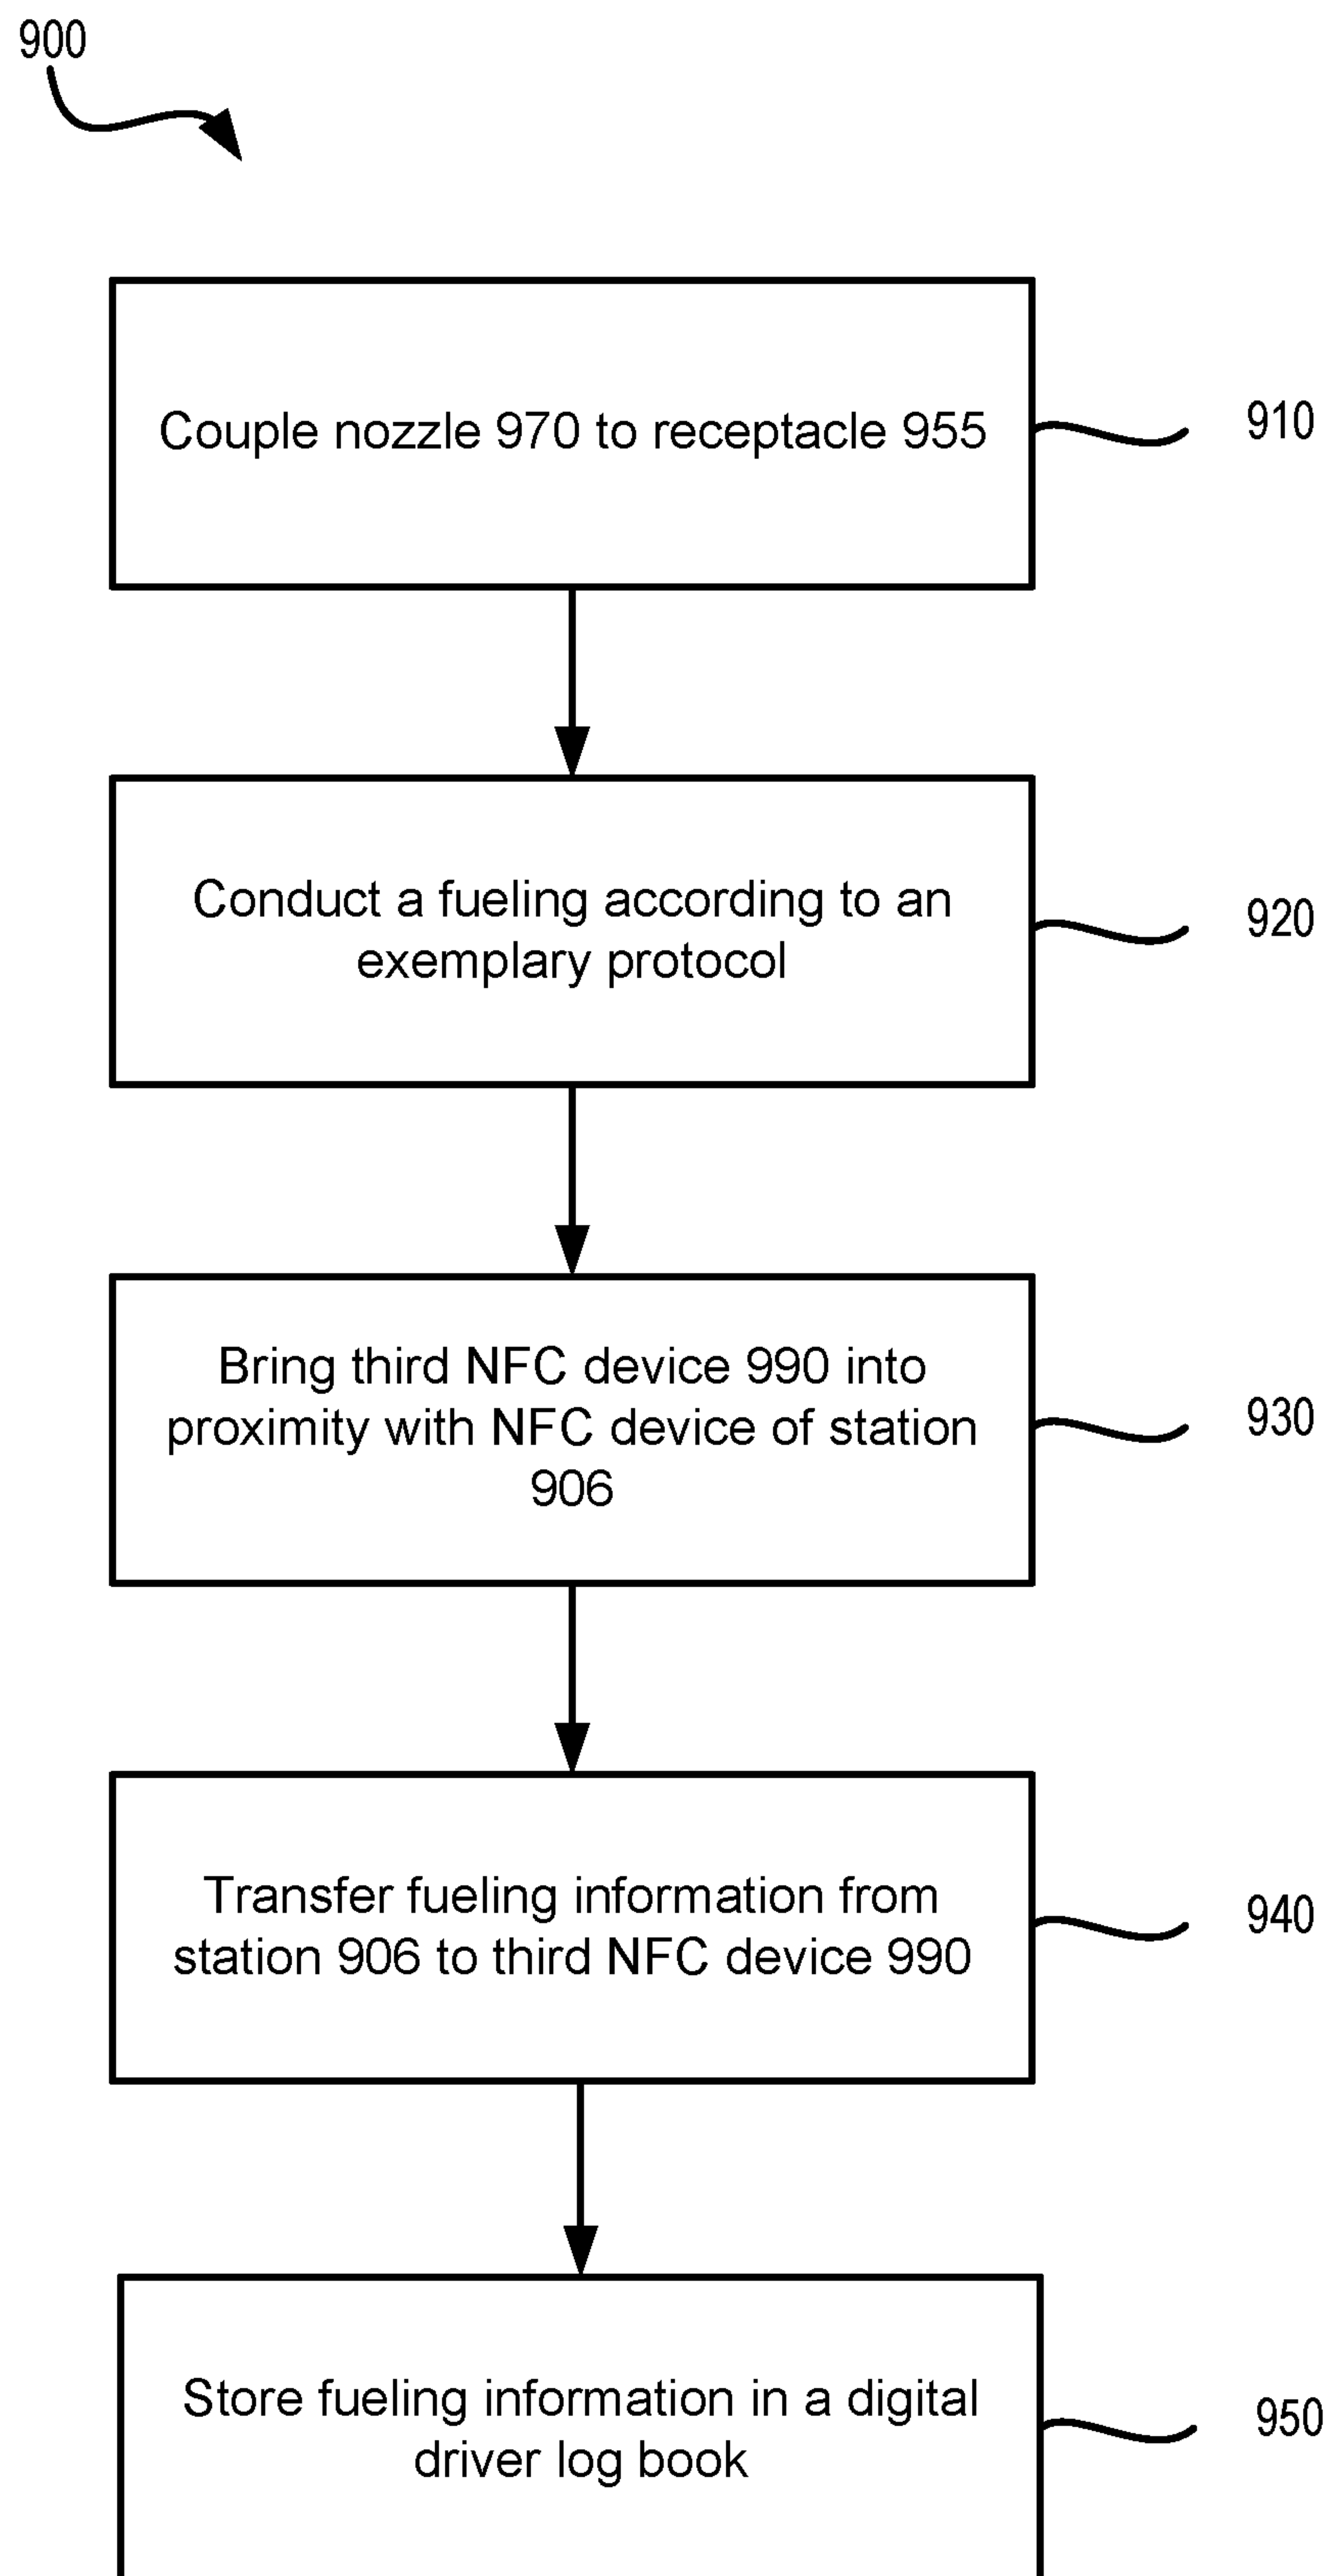 900
Couple nozzle 970 to receptacle 955
910
Conduct a fueling according to an
exemplary protocol
920
Bring third NFC device 990 into
proximity with NFC device of station
906
930
Transfer fueling information from
station 906 to third NFC device 990
940
Store fueling information in a digital
driver log book
950